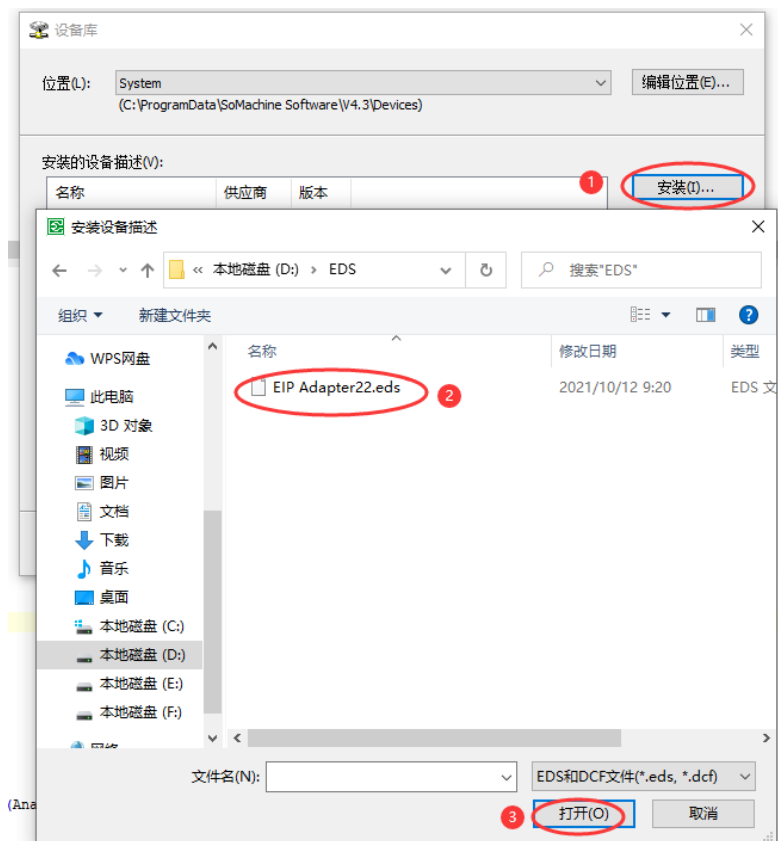 设备库
位置(L): System 编辑位置(E)...
(C:\ProgramData\SoMachine Software\V4.3\Devices)
安装的设备描述(V):
名称 供应商 版本 1 安装(I)...
安装设备描述
« 本地磁盘 (D:) › EDS 搜索"EDS"
组织 新建文件夹
名称 修改日期 类型
WPS网盘
EIP Adapter22.eds 2 2021/10/12 9:20 EDS 文
此电脑
3D 对象
视频
图片
文档
下载
音乐
桌面
本地磁盘 (C:)
本地磁盘 (D:)
本地磁盘 (E:)
本地磁盘 (F:)
文件名(N): EDS和DCF文件(*.eds, *.dcf)
(Ana 3 打开(O) 取消